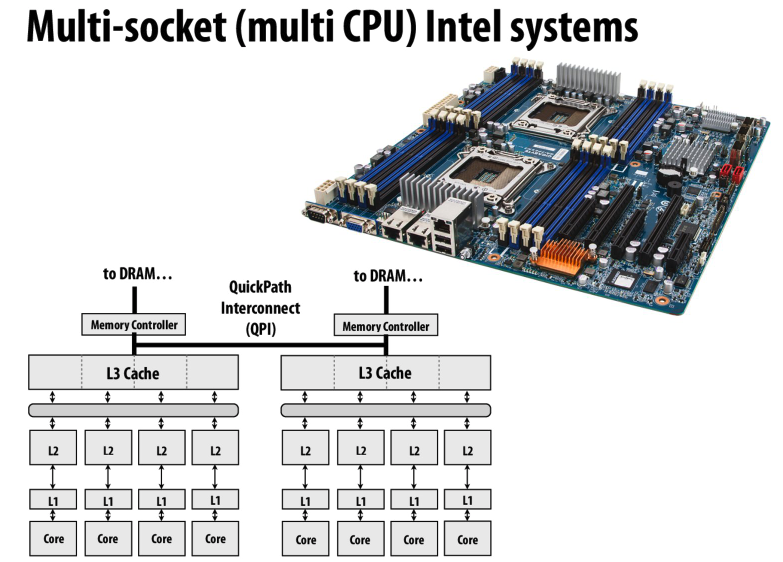 Multi-socket (multi CPU) Intel systems
to DRAM…
QuickPath
Interconnect
(QPI)
to DRAM…
Memory Controller
Memory Controller
L3 Cache
L3 Cache
L2 L2 L2 L2
L2 L2 L2 L2
L1 L1 L1 L1
L1 L1 L1 L1
Core Core Core Core
Core Core Core Core